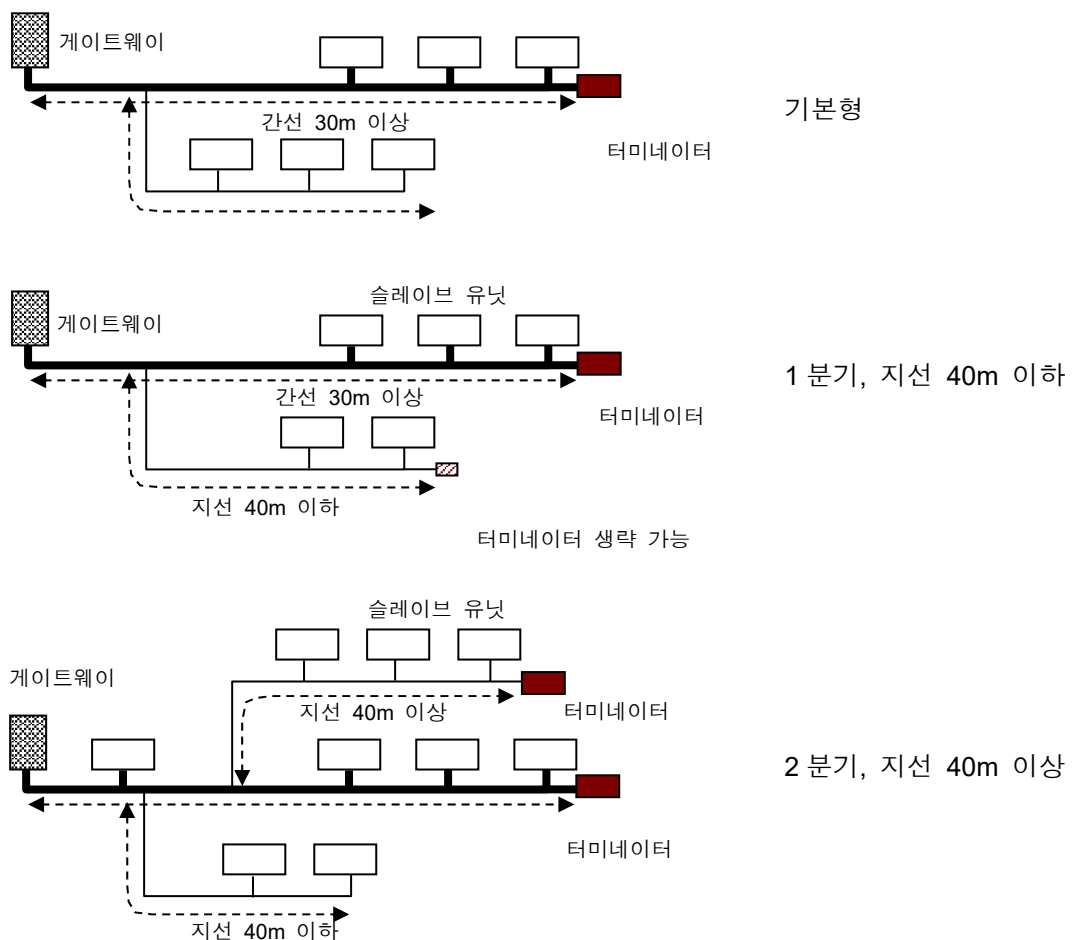 게이트웨이
간선 30m 이상
터미네이터
기본형
슬레이브 유닛
게이트웨이
간선 30m 이상
터미네이터
1 분기, 지선 40m 이하
지선 40m 이하
터미네이터 생략 가능
슬레이브 유닛
게이트웨이
지선 40m 이상
터미네이터
2 분기, 지선 40m 이상
터미네이터
지선 40m 이하